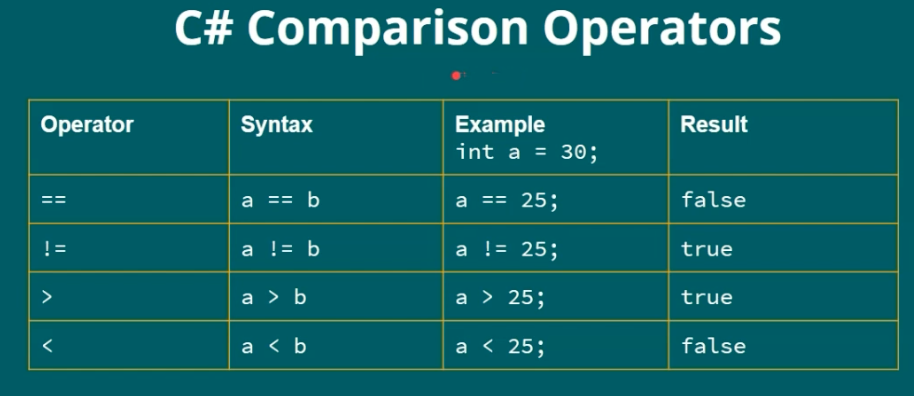 C# Comparison Operators
Operator Syntax Example Result
int a = 30;
== a == b a == 25; false
!= a != b a != 25; true
> a > b a > 25; true
< a < b a < 25; false